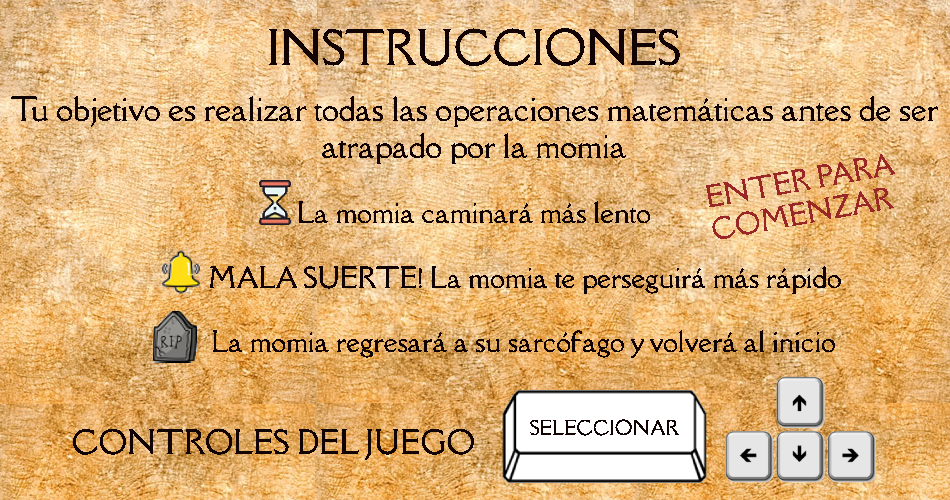 INSTRUCCIONES
Tu objetivo es realizar todas las operaciones matemáticas antes de ser
atrapado por la momia
ENTER PARA
COMENZAR
La momia caminará más lento
MALA SUERTE! La momia te perseguirá más rápido
RIP
La momia regresará a su sarcófago y volverá al inicio
CONTROLES DEL JUEGO
SELECCIONAR